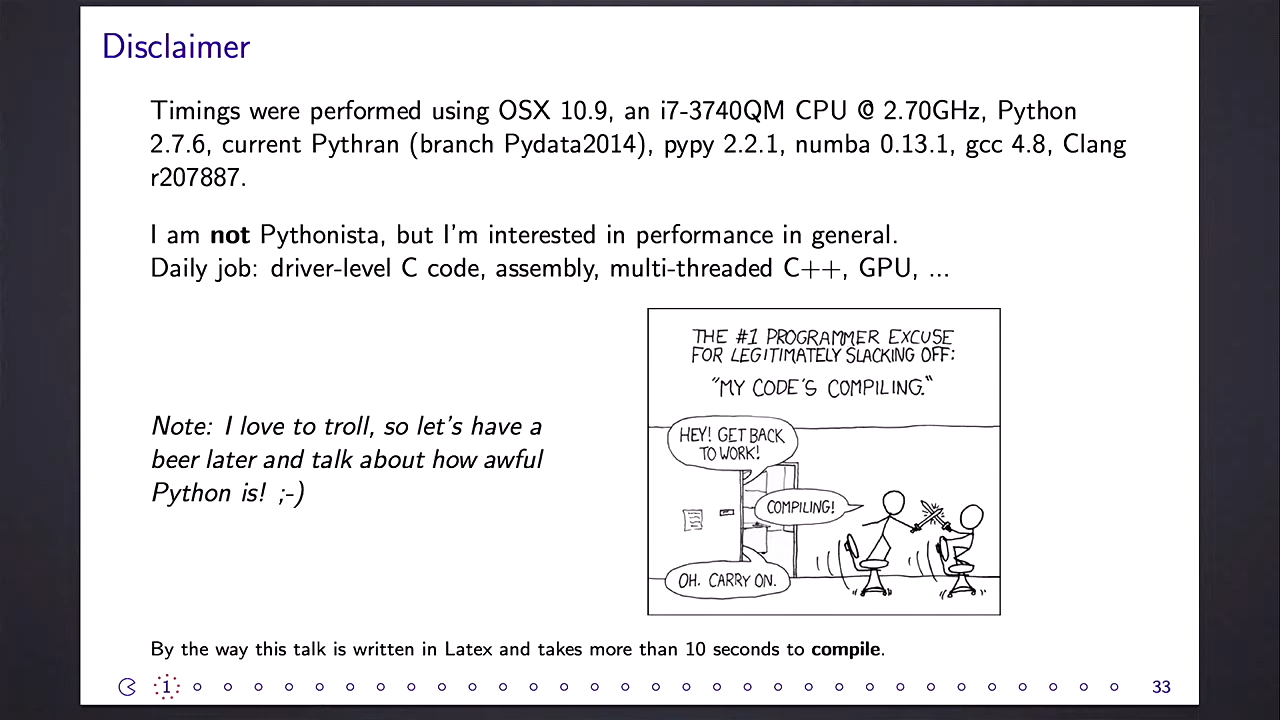 Disclaimer
Timings were performed using OSX 10.9, an i7-3740QM CPU @ 2.70GHz, Python
2.7.6, current Pythran (branch Pydata2014), pypy 2.2.1, numba 0.13.1, gcc 4.8, Clang
r207887.
I am not Pythonista, but I'm interested in performance in general.
Daily job: driver-level C code, assembly, multi-threaded C++, GPU, ...
Note: I love to troll, so let's have a
beer later and talk about how awful
Python is! ;-)
THE #1 PROGRAMMER EXCUSE
FOR LEGITIMATELY SLACKING OFF:
"MY CODE'S COMPILING."
HEY! GET BACK
TO WORK!
COMPILING!
OH. CARRY ON.
By the way this talk is written in Latex and takes more than 10 seconds to compile.
1
33